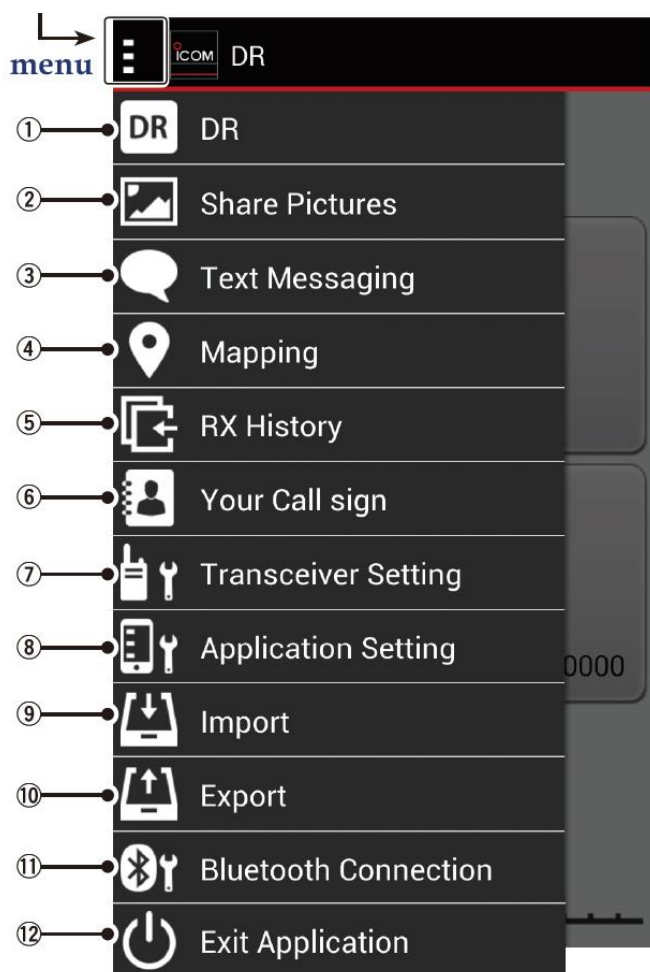 menu
ICOM DR
① DR DR
② Share Pictures
③ Text Messaging
④ Mapping
⑤ RX History
⑥ Your Call sign
⑦ Transceiver Setting
⑧ Application Setting
0000
⑨ Import
⑩ Export
⑪ Bluetooth Connection
⑫ Exit Application